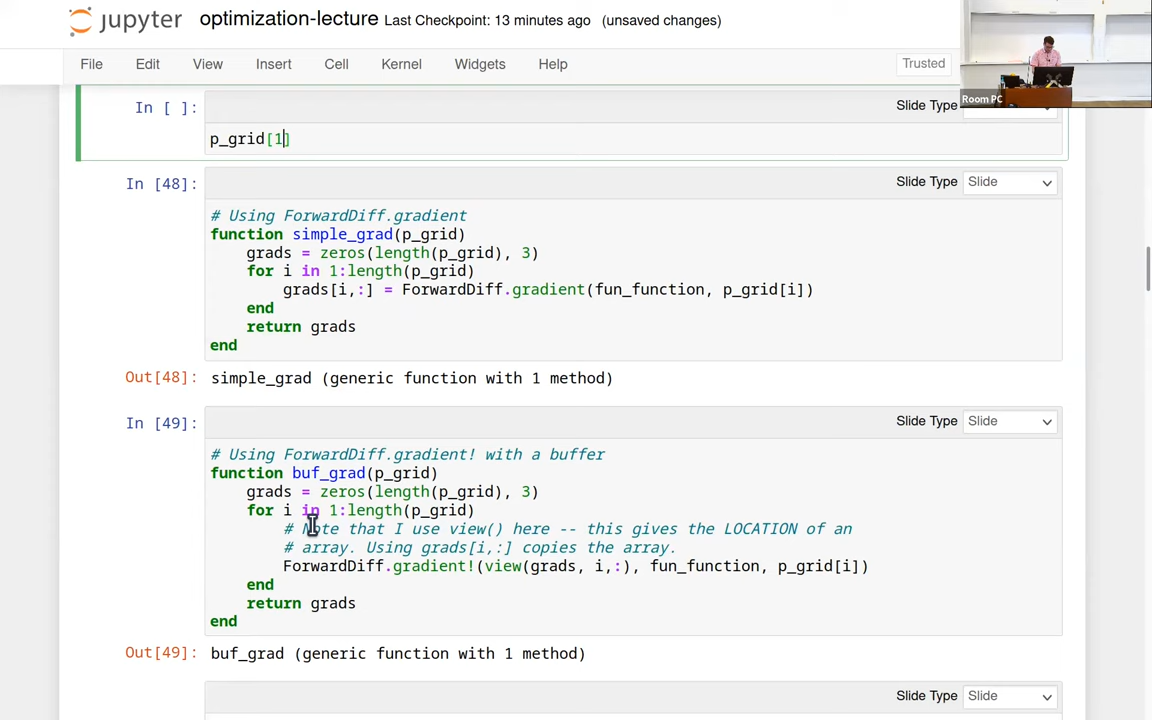 jupyter optimization-lecture Last Checkpoint: 13 minutes ago (unsaved changes)
File Edit View Insert Cell Kernel Widgets Help Trusted
Room PC
In [ ]: Slide Type
p_grid[1]
In [48]: Slide Type Slide
# Using ForwardDiff.gradient
function simple_grad(p_grid)
    grads = zeros(length(p_grid), 3)
    for i in 1:length(p_grid)
        grads[i,:] = ForwardDiff.gradient(fun_function, p_grid[i])
    end
    return grads
end
Out[48]: simple_grad (generic function with 1 method)
In [49]: Slide Type Slide
# Using ForwardDiff.gradient! with a buffer
function buf_grad(p_grid)
    grads = zeros(length(p_grid), 3)
    for i in 1:length(p_grid)
        # Note that I use view() here -- this gives the LOCATION of an
        # array. Using grads[i,:] copies the array.
        ForwardDiff.gradient!(view(grads, i,:), fun_function, p_grid[i])
    end
    return grads
end
Out[49]: buf_grad (generic function with 1 method)
Slide Type Slide